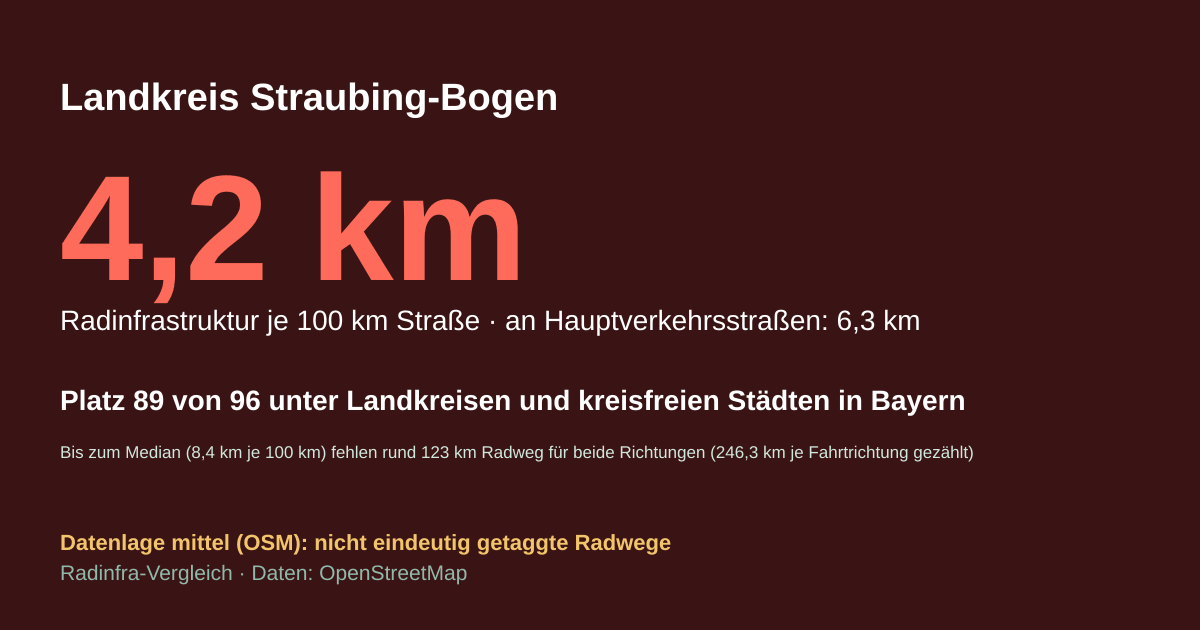 Landkreis Straubing-Bogen
4,2 km
Radinfrastruktur je 100 km Straße · an Hauptverkehrsstraßen: 6,3 km
Platz 89 von 96 unter Landkreisen und kreisfreien Städten in Bayern
Bis zum Median (8,4 km je 100 km) fehlen rund 123 km Radweg für beide Richtungen (246,3 km je Fahrtrichtung gezählt)
Datenlage mittel (OSM): nicht eindeutig getaggte Radwege
Radinfra-Vergleich · Daten: OpenStreetMap